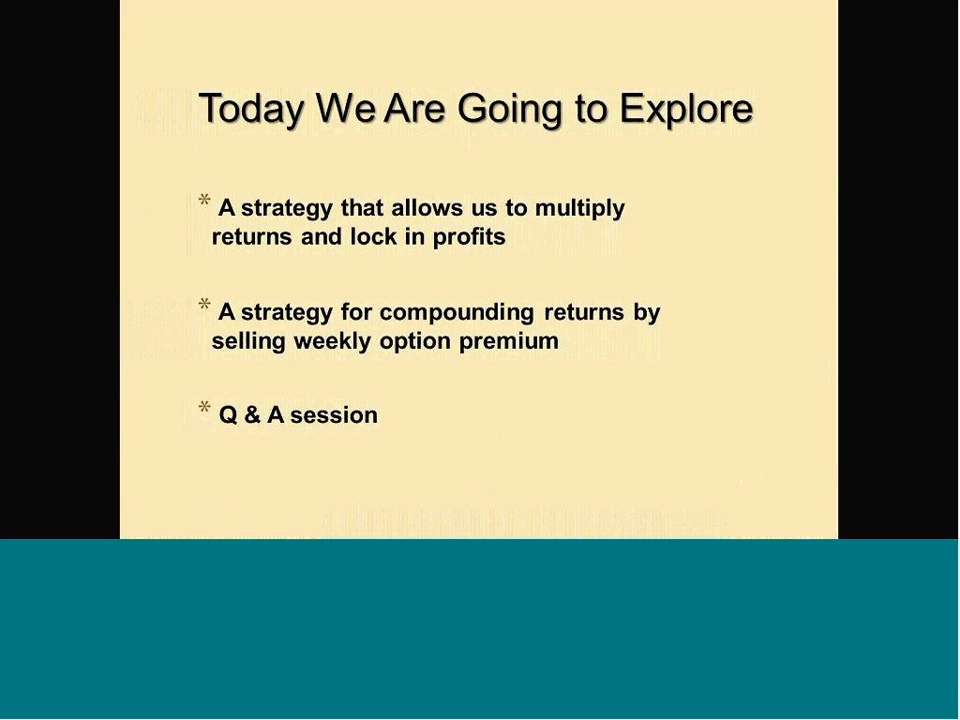 Today We Are Going to Explore
* A strategy that allows us to multiply
returns and lock in profits
* A strategy for compounding returns by
selling weekly option premium
* Q & A session